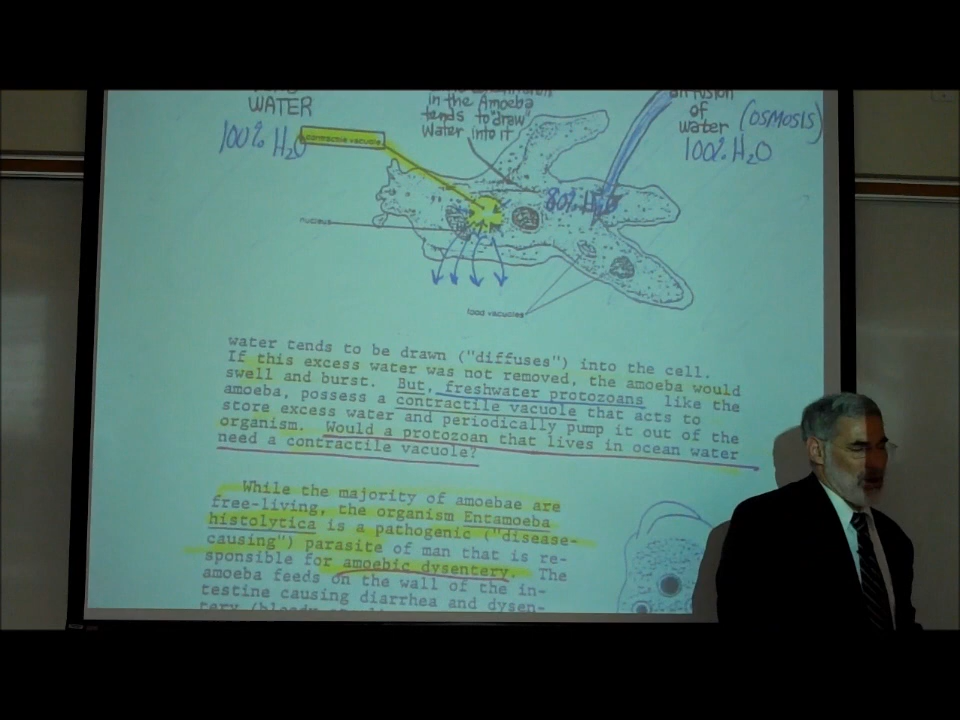 WATER
100% H₂O
contractive vacuole
in the Amoeba
tends to "draw"
Water into it
of
water (OSMOSIS)
100% H₂O
80% H₂O
nucleus
food vacuoles
water tends to be drawn ("diffuses") into the cell.
If this excess water was not removed, the amoeba would
swell and burst. But, freshwater protozoans like the
amoeba, possess a contractile vacuole that acts to
store excess water and periodically pump it out of the
organism. Would a protozoan that lives in ocean water
need a contractile vacuole?
While the majority of amoebae are
free-living, the organism Entamoeba
histolytica is a pathogenic ("disease-
causing") parasite of man that is re-
sponsible for amoebic dysentery. The
amoeba feeds on the wall of the in-
testine causing diarrhea and dysen-